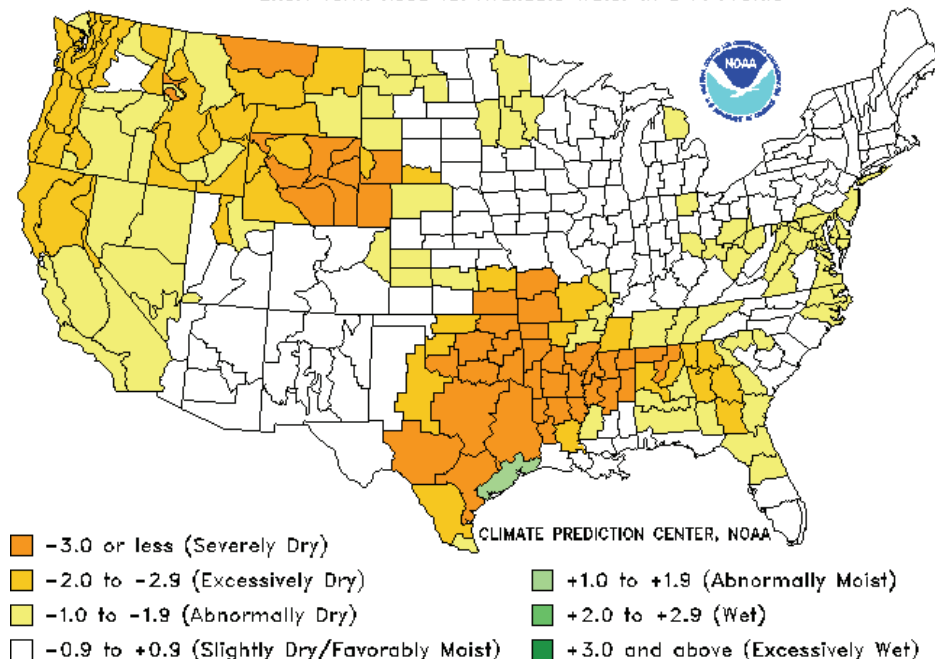 NOAA
CLIMATE PREDICTION CENTER, NOAA
-3.0 or less (Severely Dry)
-2.0 to -2.9 (Excessively Dry)
-1.0 to -1.9 (Abnormally Dry)
-0.9 to +0.9 (Slightly Dry/Favorably Moist)
+1.0 to +1.9 (Abnormally Moist)
+2.0 to +2.9 (Wet)
+3.0 and above (Excessively Wet)